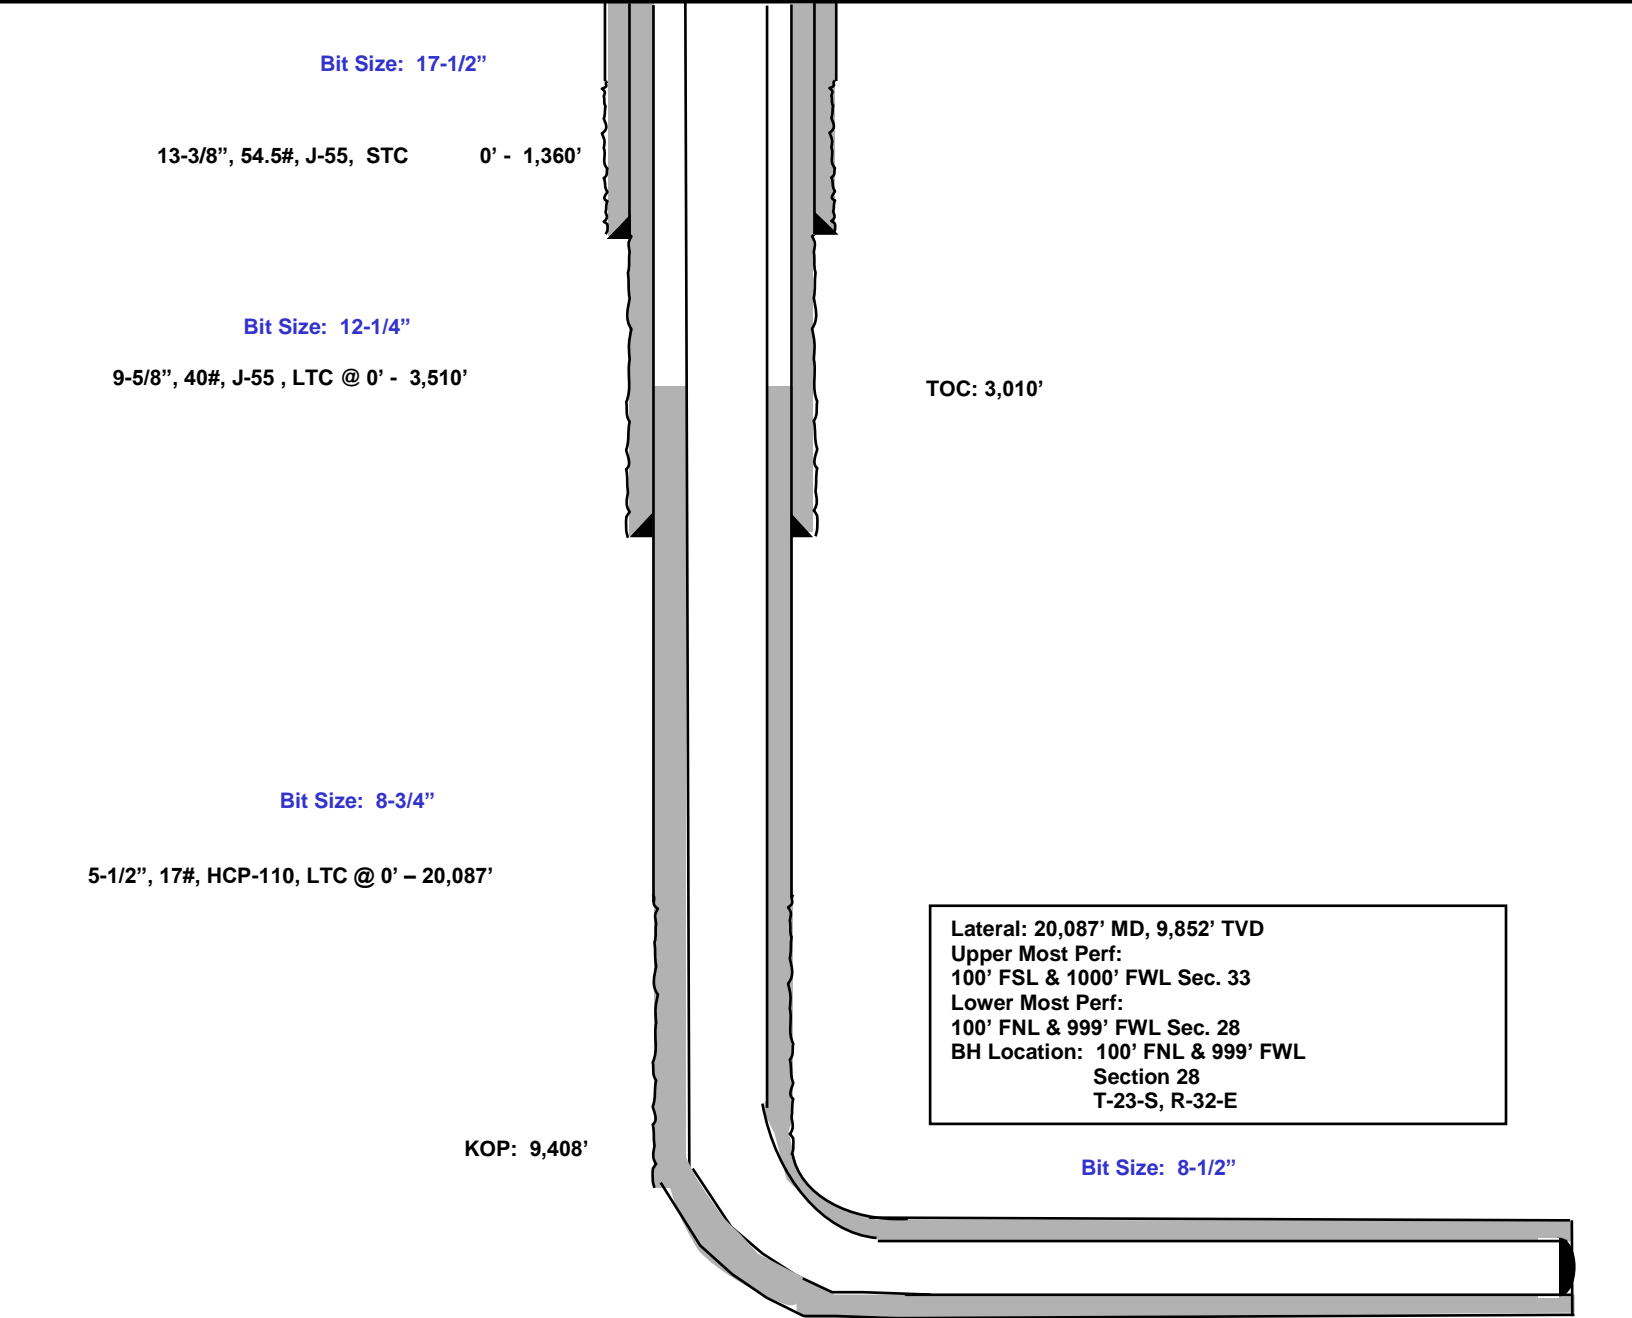 Bit Size: 17-1/2”
13-3/8”, 54.5#, J-55, STC 0’ - 1,360’
Bit Size: 12-1/4”
9-5/8”, 40#, J-55 , LTC @ 0’ - 3,510’
TOC: 3,010’
Bit Size: 8-3/4”
5-1/2”, 17#, HCP-110, LTC @ 0’ – 20,087’
Lateral: 20,087’ MD, 9,852’ TVD
Upper Most Perf:
100’ FSL & 1000’ FWL Sec. 33
Lower Most Perf:
100’ FNL & 999’ FWL Sec. 28
BH Location: 100’ FNL & 999’ FWL
Section 28
T-23-S, R-32-E
KOP: 9,408’
Bit Size: 8-1/2”